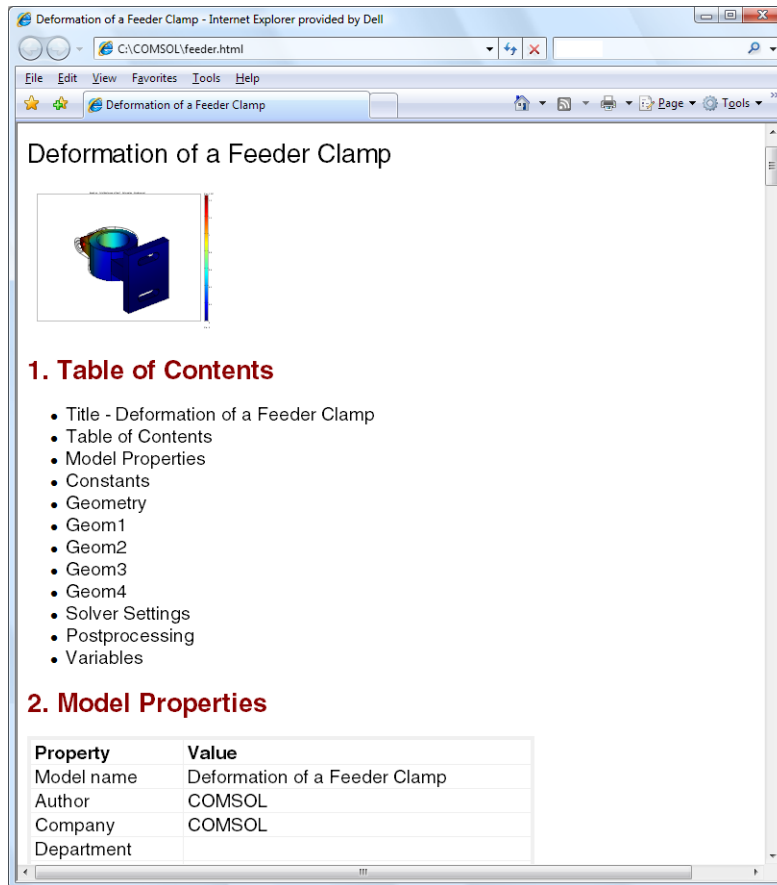 Deformation of a Feeder Clamp - Internet Explorer provided by Dell
C:\COMSOL\feeder.html
File Edit View Favorites Tools Help
Deformation of a Feeder Clamp
Page Tools »
Deformation of a Feeder Clamp
1. Table of Contents
• Title - Deformation of a Feeder Clamp
• Table of Contents
• Model Properties
• Constants
• Geometry
• Geom1
• Geom2
• Geom3
• Geom4
• Solver Settings
• Postprocessing
• Variables
2. Model Properties
Property Value
Model name Deformation of a Feeder Clamp
Author COMSOL
Company COMSOL
Department